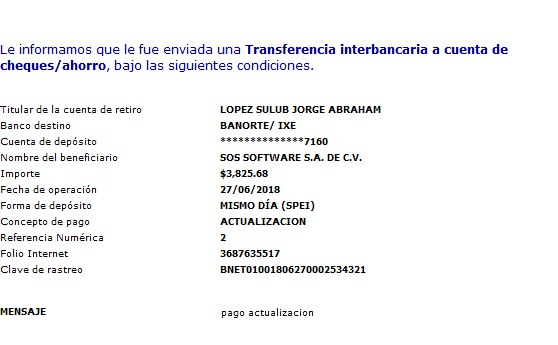 Le informamos que le fue enviada una Transferencia interbancaria a cuenta de
cheques/ahorro, bajo las siguientes condiciones.
Titular de la cuenta de retiro LOPEZ SULUB JORGE ABRAHAM
Banco destino BANORTE/ IXE
Cuenta de depósito **************7160
Nombre del beneficiario SOS SOFTWARE S.A. DE C.V.
Importe $3,825.68
Fecha de operación 27/06/2018
Forma de depósito MISMO DÍA (SPEI)
Concepto de pago ACTUALIZACION
Referencia Numérica 2
Folio Internet 3687635517
Clave de rastreo BNET01001806270002534321
MENSAJE pago actualizacion